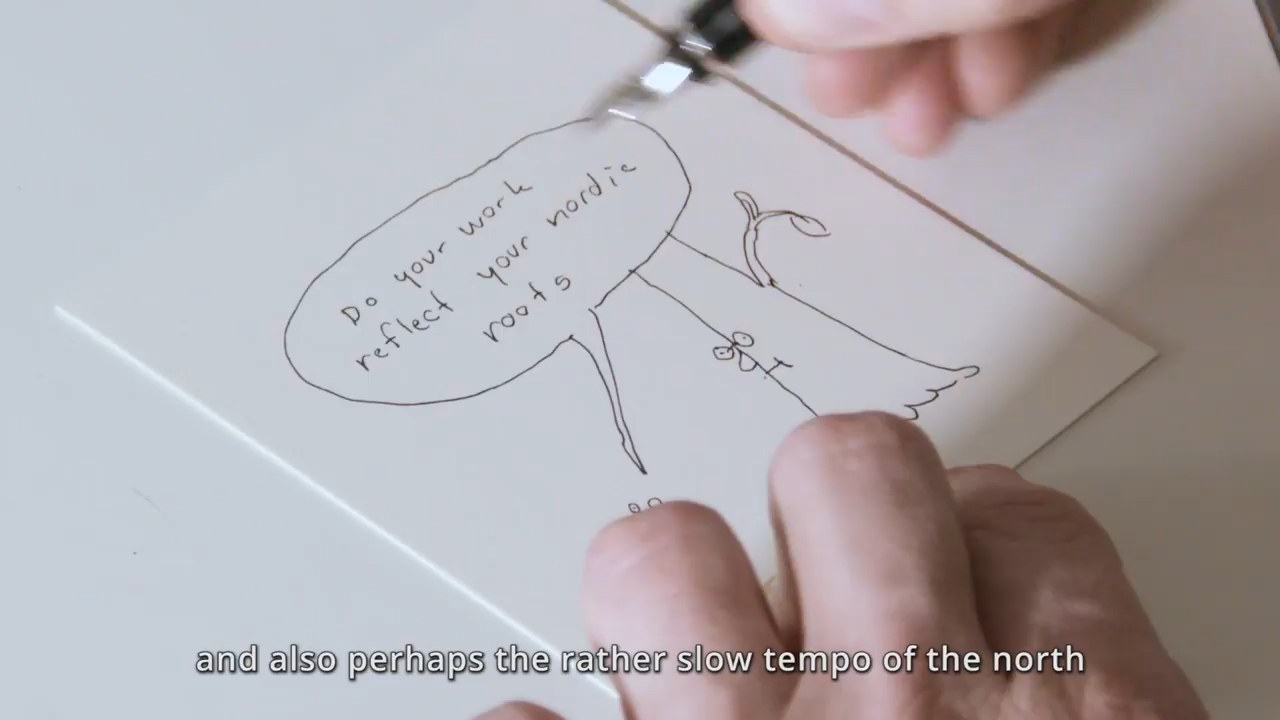 Do your work
reflect your nordic
roots
and also perhaps the rather slow tempo of the north